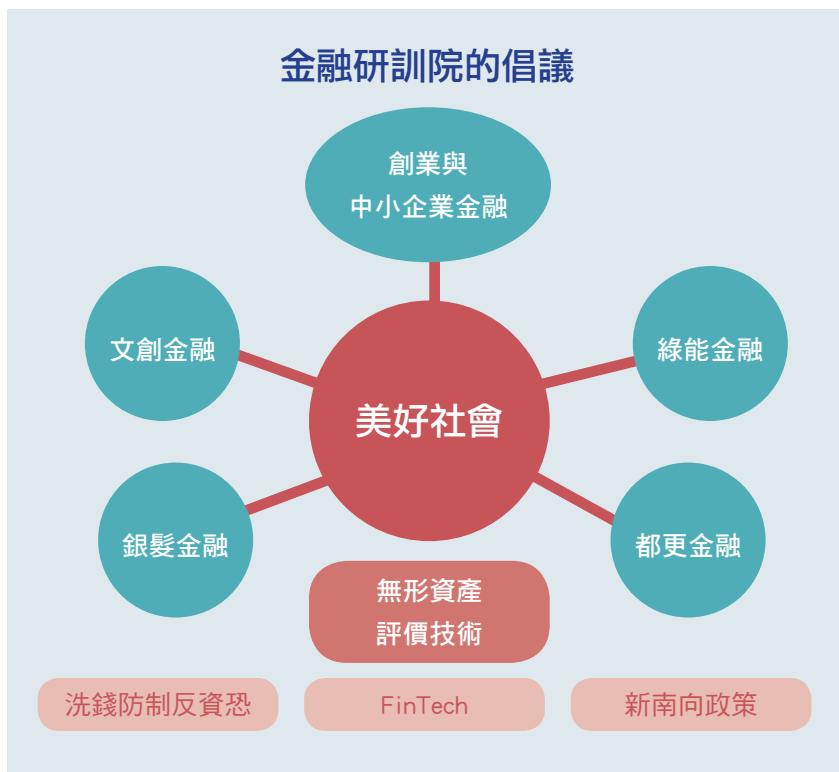 金融研訓院的倡議
創業與
中小企業金融
文創金融
綠能金融
美好社會
銀髮金融
都更金融
無形資產
評價技術
洗錢防制反資恐
FinTech
新南向政策